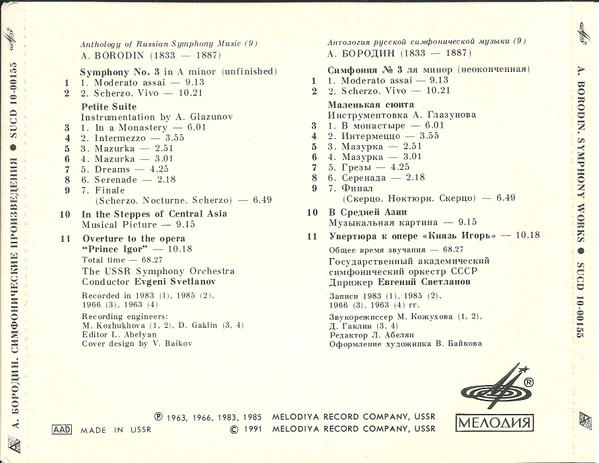 А. БОРОДИН. СИМФОНИЧЕСКИЕ ПРОИЗВЕДЕНИЯ ● SUCD 10-00155
Anthology of Russian Symphony Music (9)
A. BORODIN (1833 — 1887)
Symphony No. 3 in A minor (unfinished)
1 1. Moderato assai — 9.13
2 2. Scherzo. Vivo — 10.21
Petite Suite
Instrumentation by A. Glazunov
3 1. In a Monastery — 6.01
4 2. Intermezzo — 3.55
5 3. Mazurka — 2.51
6 4. Mazurka — 3.01
7 5. Dreams — 4.25
8 6. Serenade — 2.18
9 7. Finale
(Scherzo. Nocturne. Scherzo) — 6.49
10 In the Steppes of Central Asia
Musical Picture — 9.15
11 Overture to the opera
"Prince Igor" — 10.18
Total time — 68.27
The USSR Symphony Orchestra
Conductor Evgeni Svetlanov
Recorded in 1983 (1), 1985 (2),
1966 (3), 1963 (4)
Recording engineers:
M. Kozhukhova (1, 2), D. Gaklin (3, 4)
Editor L. Abelyan
Cover design by V. Baikov
Антология русской симфонической музыки (9)
А. БОРОДИН (1833 — 1887)
Симфония № 3 ля минор (неоконченная)
1 1. Moderato assai — 9.13
2 2. Scherzo. Vivo — 10.21
Маленькая сюита
Инструментовка А. Глазунова
3 1. В монастыре — 6.01
4 2. Интермеццо — 3.55
5 3. Мазурка — 2.51
6 4. Мазурка — 3.01
7 5. Грезы — 4.25
8 6. Серенада — 2.18
9 7. Финал
(Скерцо. Ноктюрн. Скерцо) — 6.49
10 В Средней Азии
Музыкальная картина — 9.15
11 Увертюра к опере «Князь Игорь» — 10.18
Общее время звучания — 68.27
Государственный академический
симфонический оркестр СССР
Дирижер Евгений Светланов
Записи 1983 (1), 1985 (2),
1966 (3), 1963 (4) гг.
Звукорежиссер М. Кожухова (1, 2),
Д. Гаклин (3, 4)
Редактор Л. Абелян
Оформление художника В. Байкова
®
МЕЛОДИЯ
AAD MADE IN USSR
℗ 1963, 1966, 1983, 1985 MELODIYA RECORD COMPANY, USSR
© 1991 MELODIYA RECORD COMPANY, USSR
A. BORODIN. SYMPHONY WORKS ● SUCD 10-00155